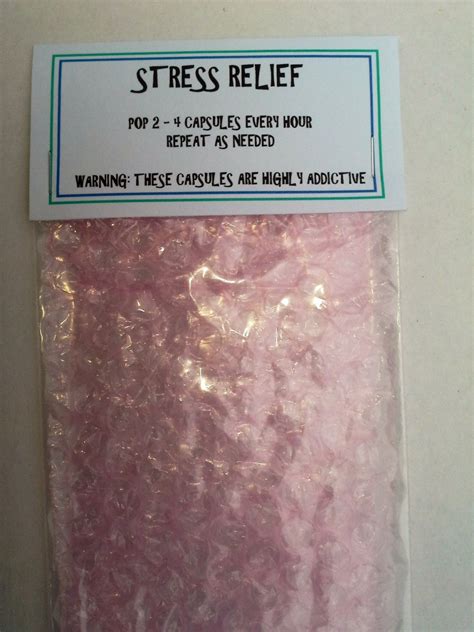 STRESS RELIEF
POP 2 - 4 CAPSULES EVERY HOUR
REPEAT AS NEEDED
WARNING: THESE CAPSULES ARE HIGHLY ADDICTIVE